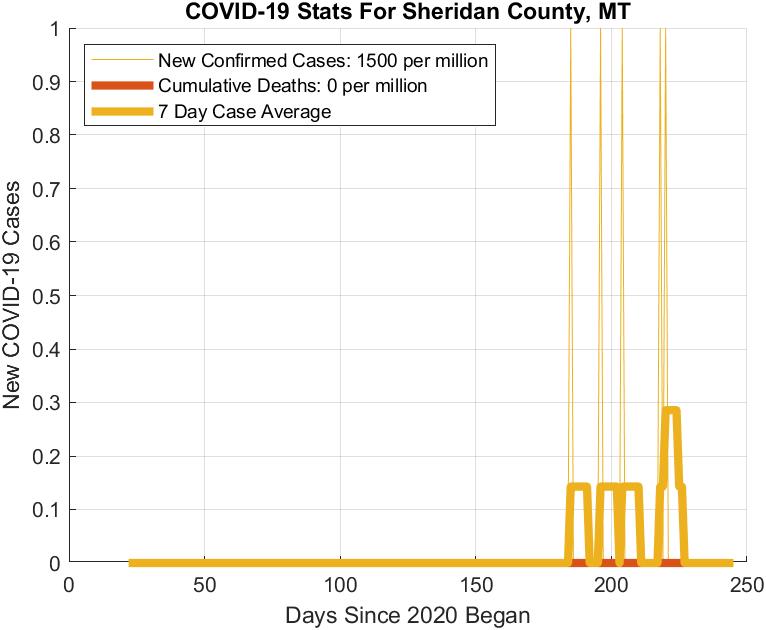 COVID-19 Stats For Sheridan County, MT
New Confirmed Cases: 1500 per million
Cumulative Deaths: 0 per million
7 Day Case Average
New COVID-19 Cases
1
0.9
0.8
0.7
0.6
0.5
0.4
0.3
0.2
0.1
0
0 50 100 150 200 250
Days Since 2020 Began